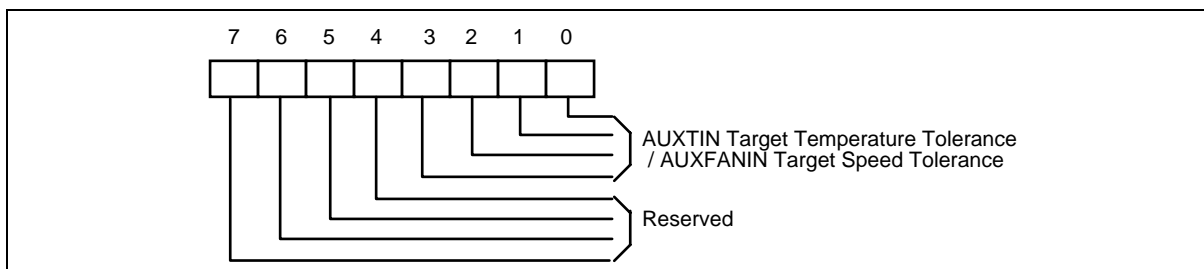 7 6 5 4 3 2 1 0
AUXTIN Target Temperature Tolerance
/ AUXFANIN Target Speed Tolerance
Reserved